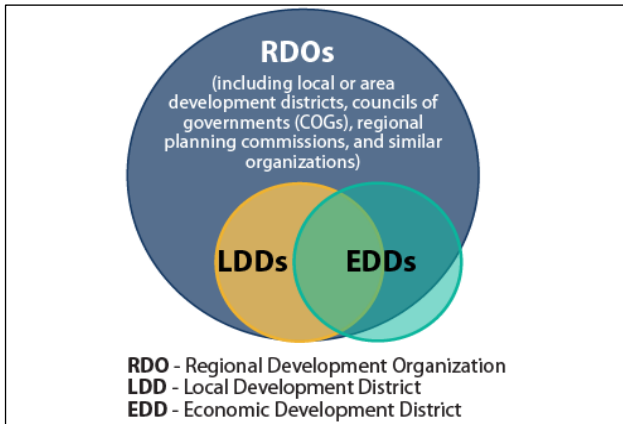 RDOs
(including local or area
development districts, councils of
governments (COGs), regional
planning commissions, and similar
organizations)
LDDs EDDs
RDO - Regional Development Organization
LDD - Local Development District
EDD - Economic Development District